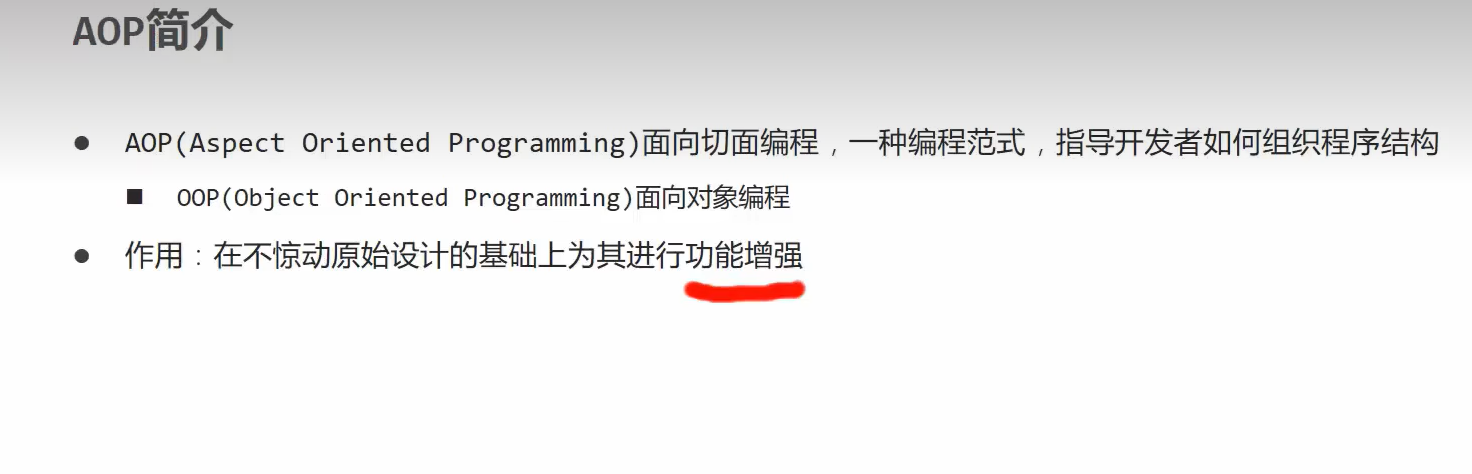 AOP简介
AOP(Aspect Oriented Programming)面向切面编程，一种编程范式，指导开发者如何组织程序结构
OOP(Object Oriented Programming)面向对象编程
作用：在不惊动原始设计的基础上为其进行功能增强